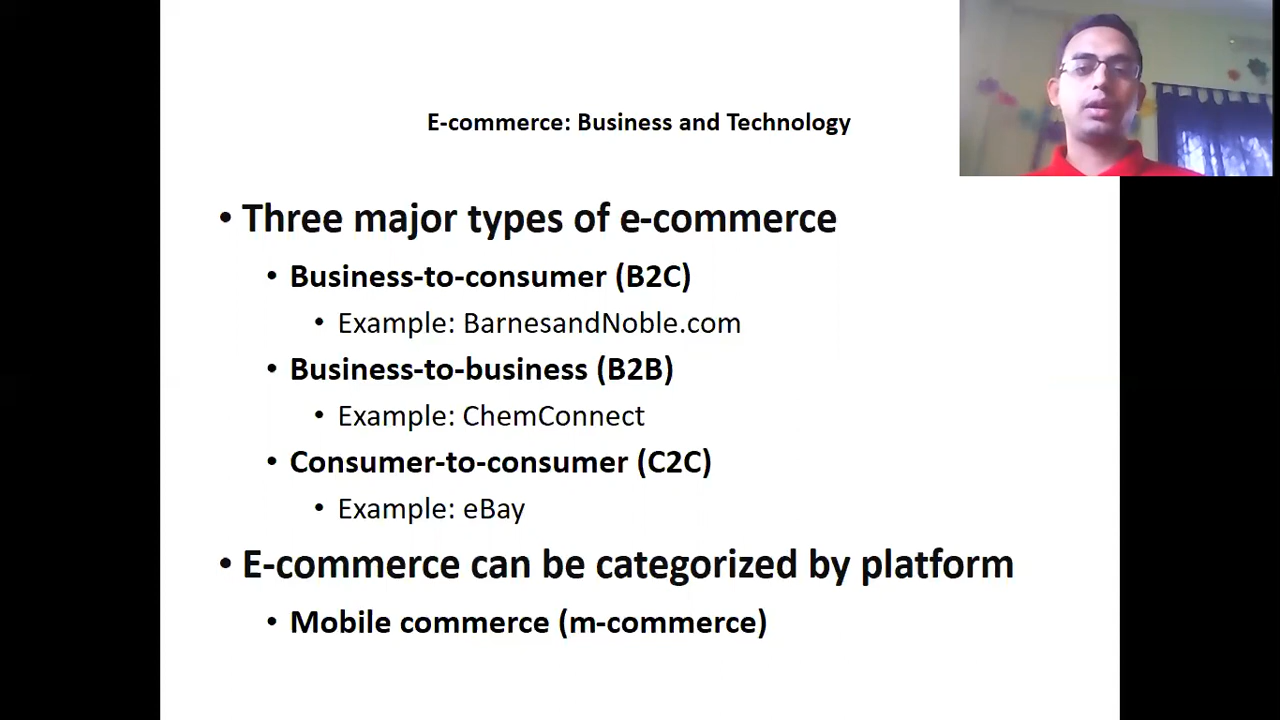 E-commerce: Business and Technology
• Three major types of e-commerce
• Business-to-consumer (B2C)
• Example: BarnesandNoble.com
• Business-to-business (B2B)
• Example: ChemConnect
• Consumer-to-consumer (C2C)
• Example: eBay
• E-commerce can be categorized by platform
• Mobile commerce (m-commerce)